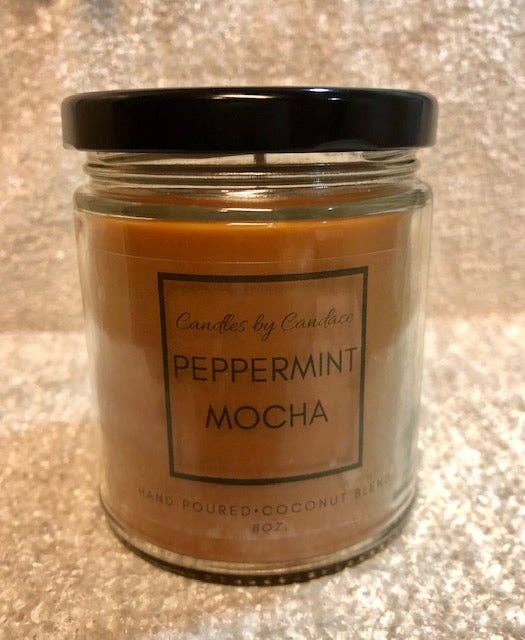 Candles by Candace
PEPPERMINT
MOCHA
HAND POURED•COCONUT BLEND
8OZ.